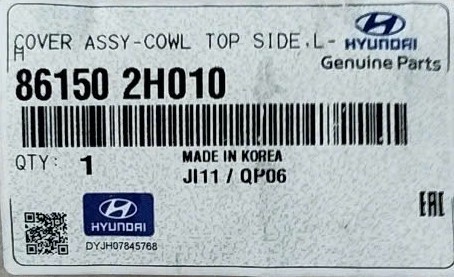 COVER ASSY-COWL TOP SIDE.L-
H
HYUNDAI
Genuine Parts
86150 2H010
QTY: 1
MADE IN KOREA
JI11 / QP06
HYUNDAI
DYJH07845768
EAC